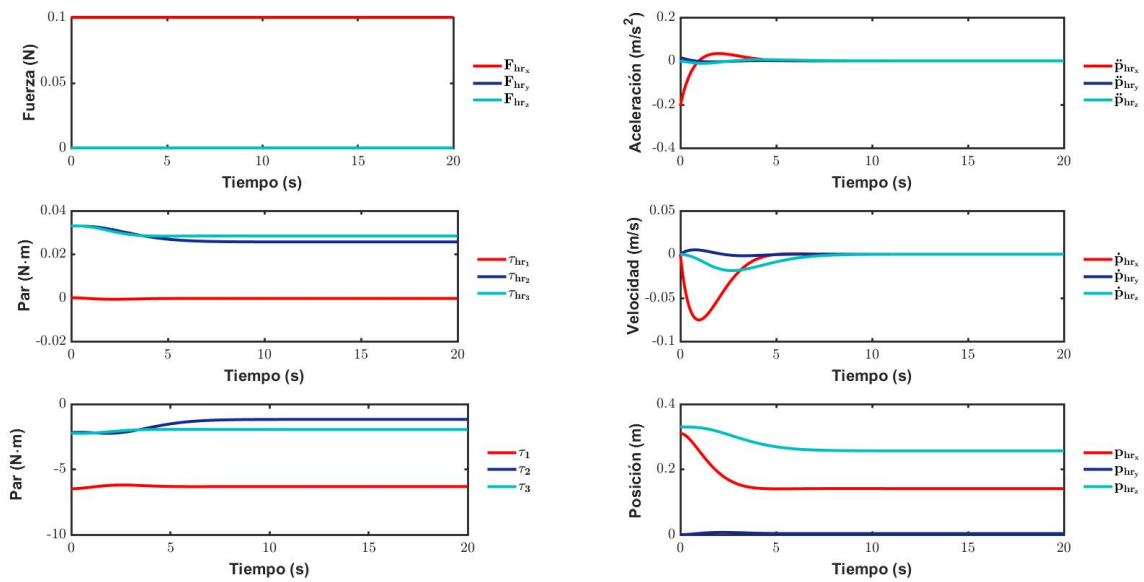 Fuerza (N)
0.1
0.05
0
0
5
10
15
20
Tiempo (s)
F_hr_x
F_hr_y
F_hr_z
Aceleración (m/s²)
0.2
0
-0.2
-0.4
0
5
10
15
20
Tiempo (s)
p̈_hr_x
p̈_hr_y
p̈_hr_z
Par (N·m)
0.04
0.02
0
-0.02
0
5
10
15
20
Tiempo (s)
τ_hr_1
τ_hr_2
τ_hr_3
Velocidad (m/s)
0.05
0
-0.05
-0.1
0
5
10
15
20
Tiempo (s)
ṗ_hr_x
ṗ_hr_y
ṗ_hr_z
Par (N·m)
0
-5
-10
0
5
10
15
20
Tiempo (s)
τ_1
τ_2
τ_3
Posición (m)
0.4
0.2
0
0
5
10
15
20
Tiempo (s)
p_hr_x
p_hr_y
p_hr_z